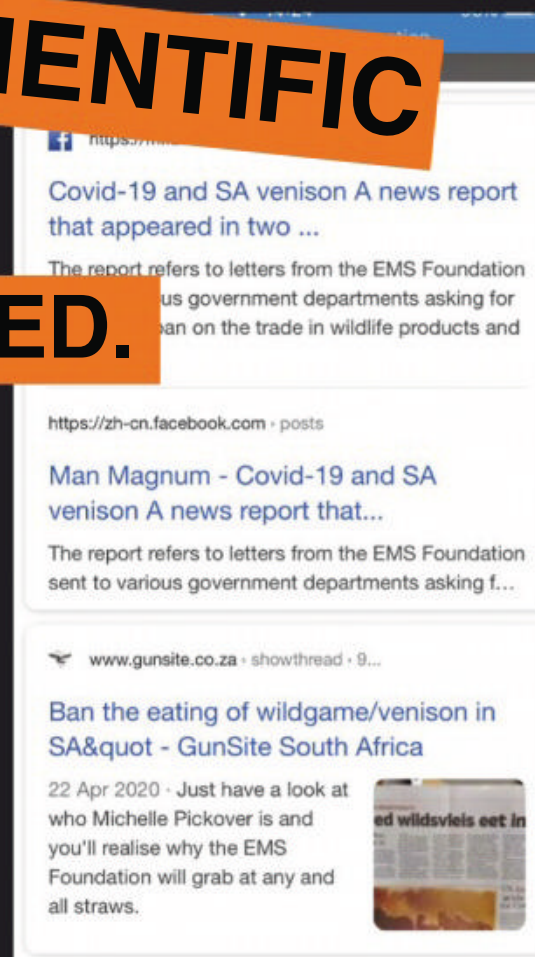 IENTIFIC
Covid-19 and SA venison A news report
that appeared in two ...
The report refers to letters from the EMS Foundation
us government departments asking for
ED.
ban on the trade in wildlife products and
https://zh-cn.facebook.com › posts
Man Magnum - Covid-19 and SA
venison A news report that...
The report refers to letters from the EMS Foundation
sent to various government departments asking f...
www.gunsite.co.za › showthread › 9...
Ban the eating of wildgame/venison in
SA&quot - GunSite South Africa
22 Apr 2020 · Just have a look at
who Michelle Pickover is and
you'll realise why the EMS
Foundation will grab at any and
all straws.
ed wildsvleis eet in